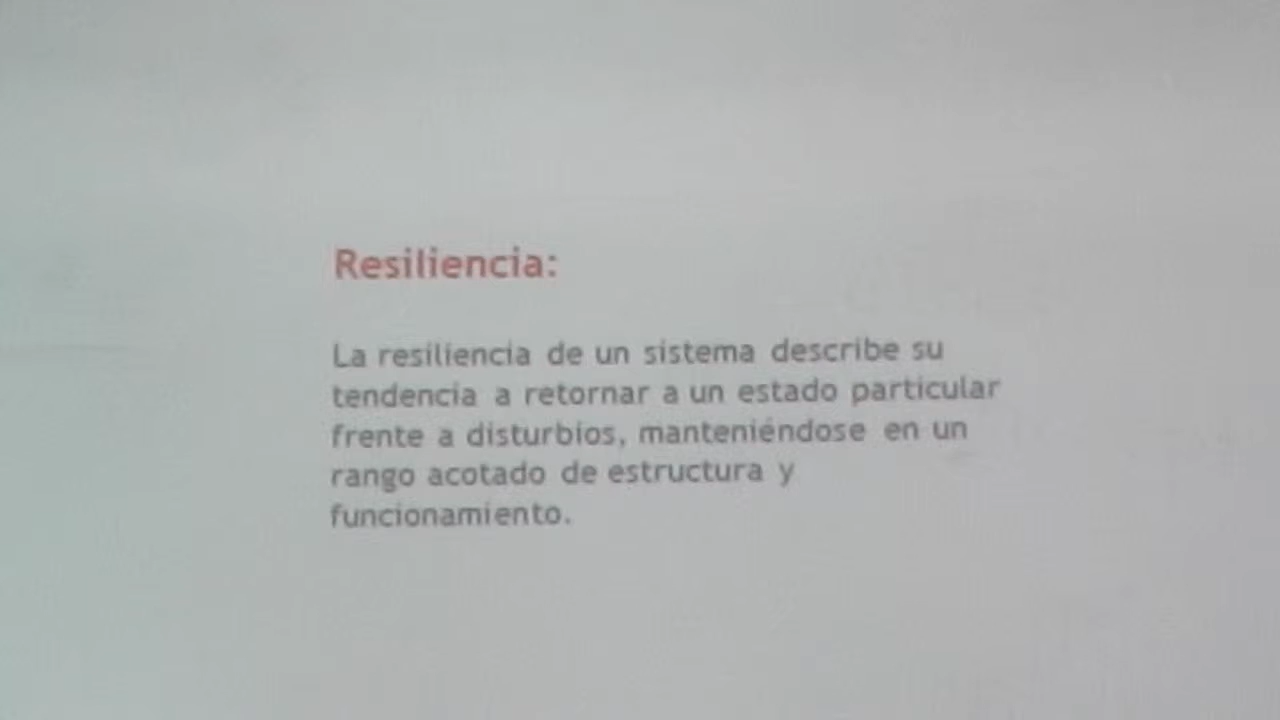 Resiliencia:
La resiliencia de un sistema describe su
tendencia a retornar a un estado particular
frente a disturbios, manteniéndose en un
rango acotado de estructura y
funcionamiento.